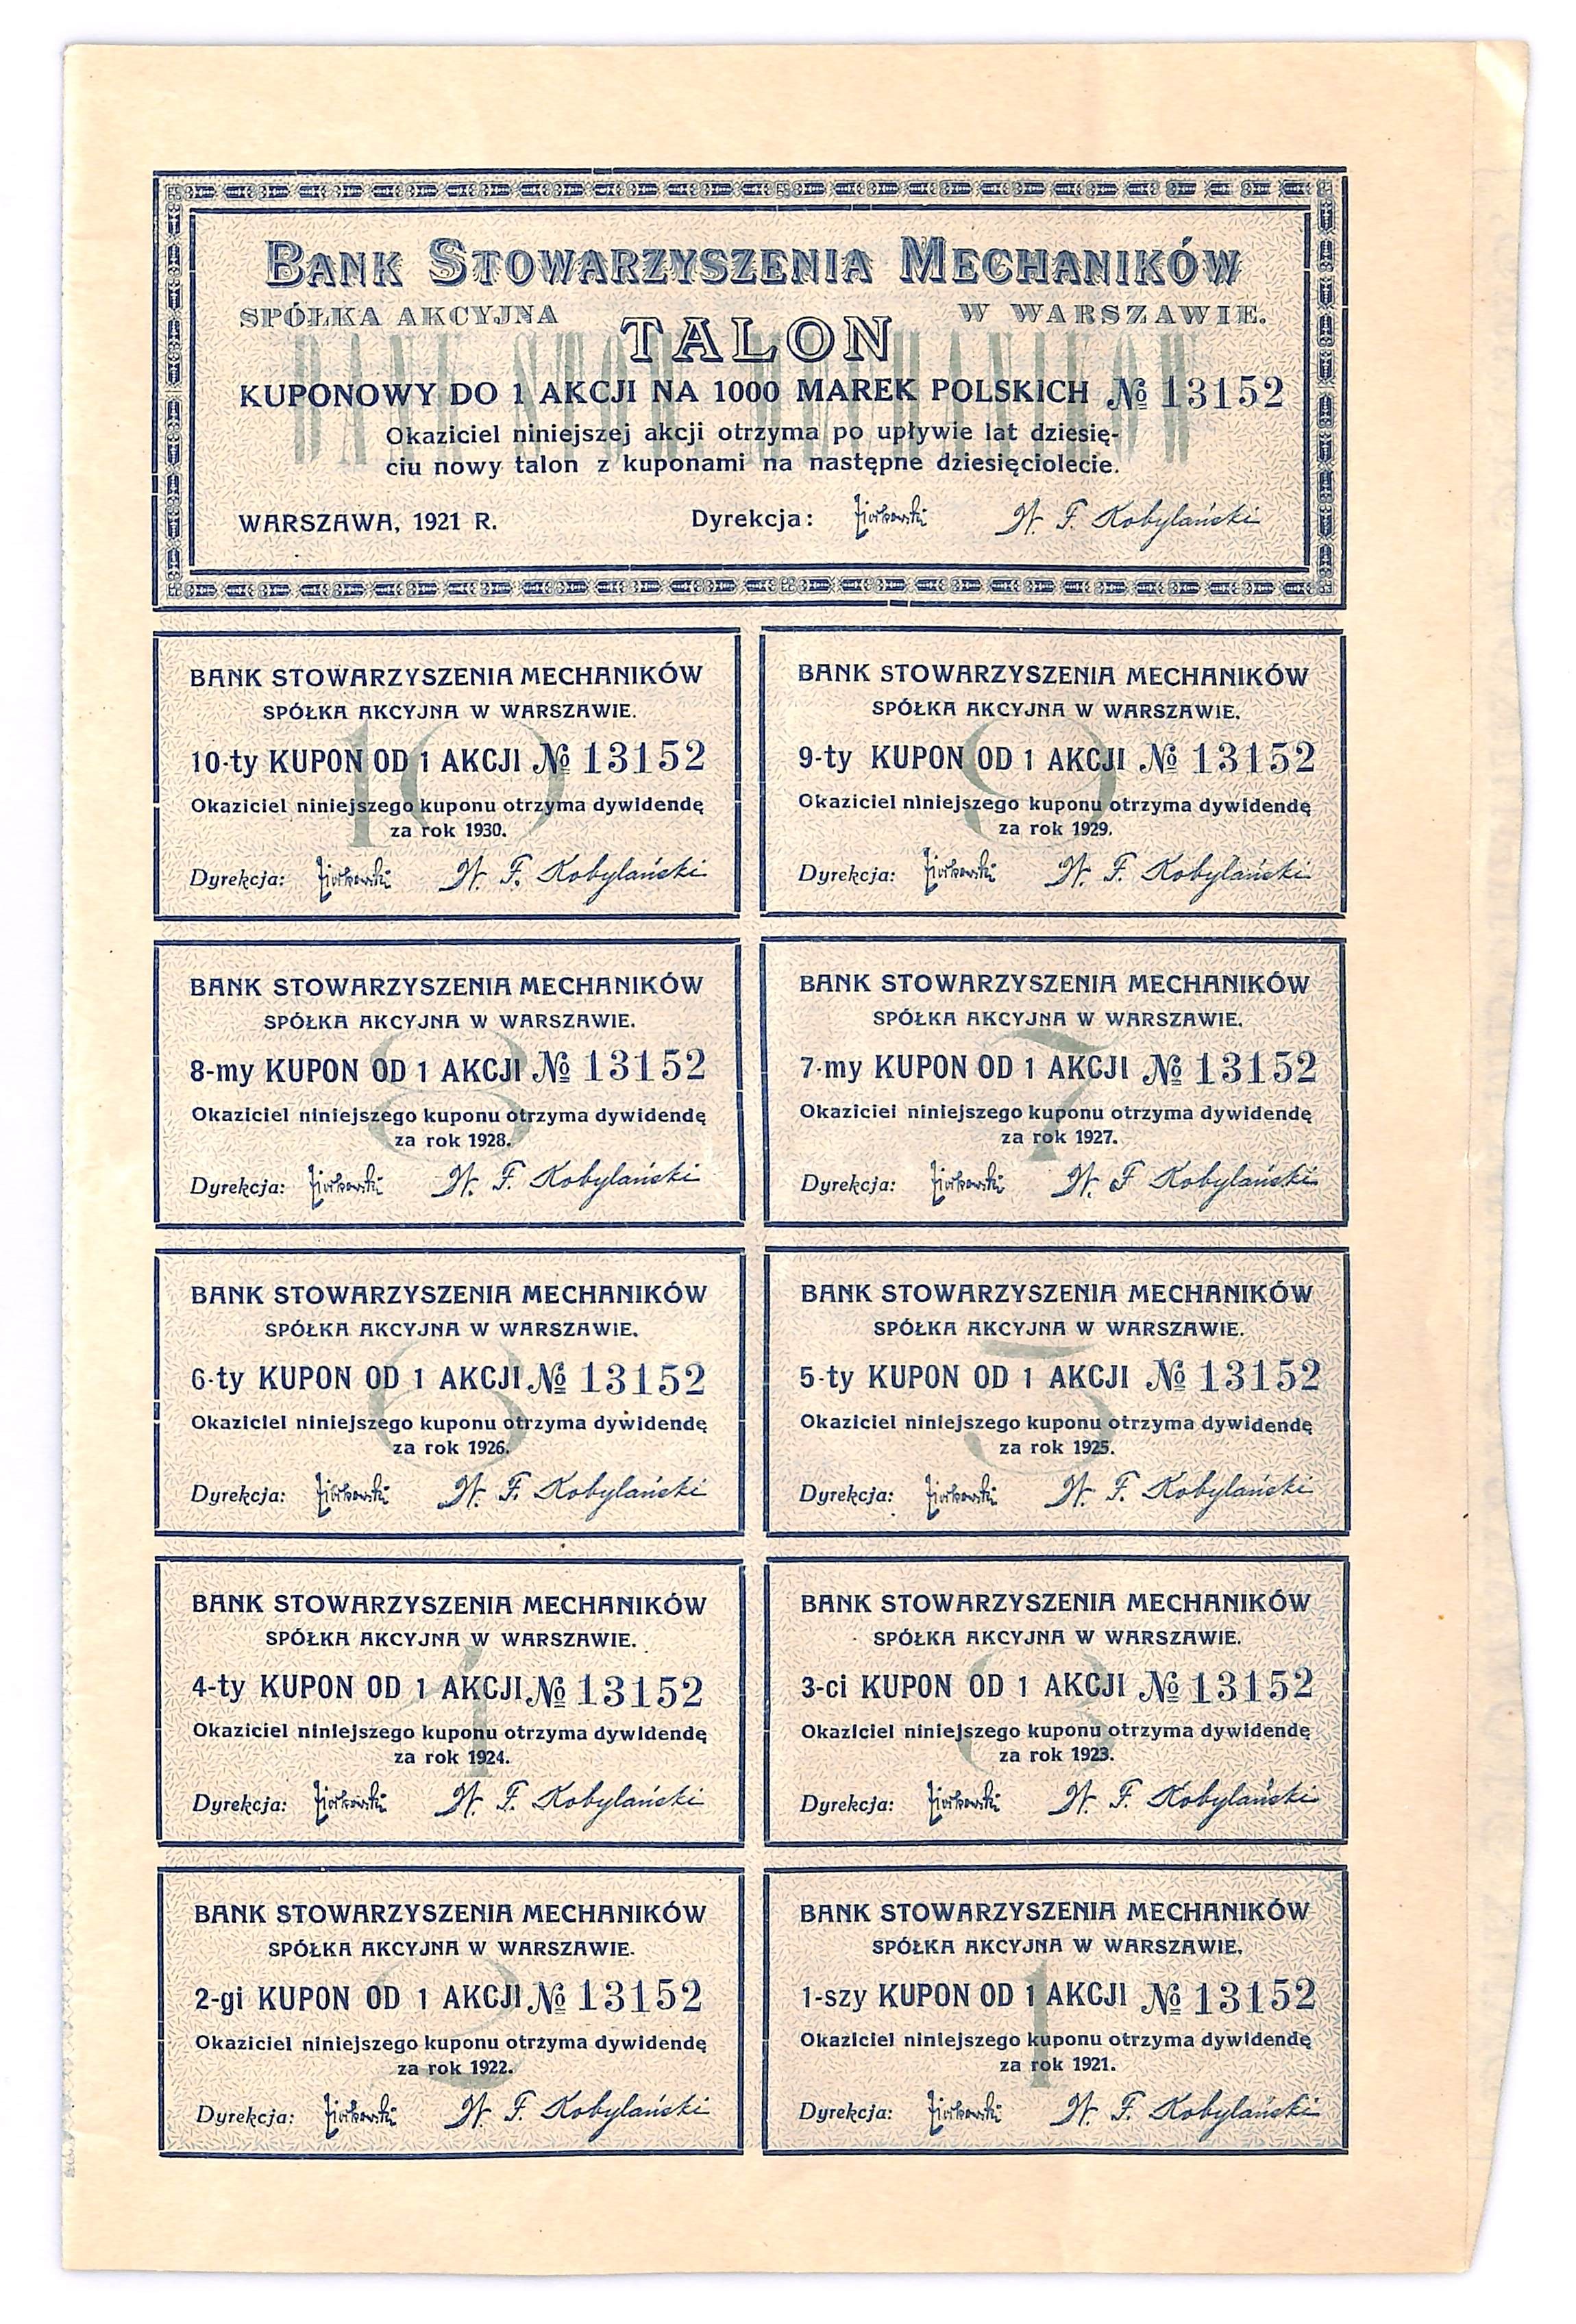 BANK STOWARZYSZENIA MECHANIKÓW
SPÓŁKA AKCYJNA W WARSZAWIE.
BANK STOW. MECHANIKÓW
TALON
KUPONOWY DO 1 AKCJI NA 1000 MAREK POLSKICH № 13152
Okaziciel niniejszej akcji otrzyma po upływie lat dziesię-
ciu nowy talon z kuponami na następne dziesięciolecie.
WARSZAWA, 1921 R. Dyrekcja: W. F. Kobylański
BANK STOWARZYSZENIA MECHANIKÓW
SPÓŁKA AKCYJNA W WARSZAWIE.
10
10-ty KUPON OD 1 AKCJI № 13152
Okaziciel niniejszego kuponu otrzyma dywidendę
za rok 1930.
Dyrekcja: W. F. Kobylański
BANK STOWARZYSZENIA MECHANIKÓW
SPÓŁKA AKCYJNA W WARSZAWIE.
9
9-ty KUPON OD 1 AKCJI № 13152
Okaziciel niniejszego kuponu otrzyma dywidendę
za rok 1929.
Dyrekcja: W. F. Kobylański
BANK STOWARZYSZENIA MECHANIKÓW
SPÓŁKA AKCYJNA W WARSZAWIE.
8
8-my KUPON OD 1 AKCJI № 13152
Okaziciel niniejszego kuponu otrzyma dywidendę
za rok 1928.
Dyrekcja: W. F. Kobylański
BANK STOWARZYSZENIA MECHANIKÓW
SPÓŁKA AKCYJNA W WARSZAWIE.
7
7-my KUPON OD 1 AKCJI № 13152
Okaziciel niniejszego kuponu otrzyma dywidendę
za rok 1927.
Dyrekcja: W. F Kobylański
BANK STOWARZYSZENIA MECHANIKÓW
SPÓŁKA AKCYJNA W WARSZAWIE.
6
6-ty KUPON OD 1 AKCJI № 13152
Okaziciel niniejszego kuponu otrzyma dywidendę
za rok 1926.
Dyrekcja: W. F. Kobylański
BANK STOWARZYSZENIA MECHANIKÓW
SPÓŁKA AKCYJNA W WARSZAWIE.
5
5-ty KUPON OD 1 AKCJI № 13152
Okaziciel niniejszego kuponu otrzyma dywidendę
za rok 1925.
Dyrekcja: W. F. Kobylański
BANK STOWARZYSZENIA MECHANIKÓW
SPÓŁKA AKCYJNA W WARSZAWIE.
4
4-ty KUPON OD 1 AKCJI № 13152
Okaziciel niniejszego kuponu otrzyma dywidendę
za rok 1924.
Dyrekcja: W. F. Kobylański
BANK STOWARZYSZENIA MECHANIKÓW
SPÓŁKA AKCYJNA W WARSZAWIE.
3
3-ci KUPON OD 1 AKCJI № 13152
Okaziciel niniejszego kuponu otrzyma dywidendę
za rok 1923.
Dyrekcja: W. F. Kobylański
BANK STOWARZYSZENIA MECHANIKÓW
SPÓŁKA AKCYJNA W WARSZAWIE.
2
2-gi KUPON OD 1 AKCJI № 13152
Okaziciel niniejszego kuponu otrzyma dywidendę
za rok 1922.
Dyrekcja: W. F. Kobylański
BANK STOWARZYSZENIA MECHANIKÓW
SPÓŁKA AKCYJNA W WARSZAWIE.
1
1-szy KUPON OD 1 AKCJI № 13152
Okaziciel niniejszego kuponu otrzyma dywidendę
za rok 1921.
Dyrekcja: W. F. Kobylański